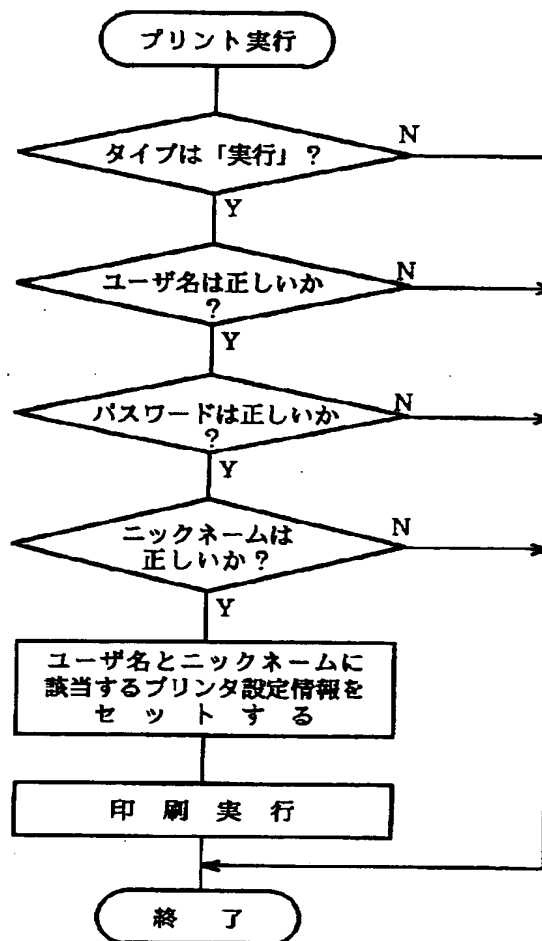 プリント実行
タイプは「実行」?
N
Y
ユーザ名は正しいか
?
N
Y
パスワードは正しいか
?
N
Y
ニックネームは
正しいか?
N
Y
ユーザ名とニックネームに
該当するプリンタ設定情報を
セットする
印刷実行
終了